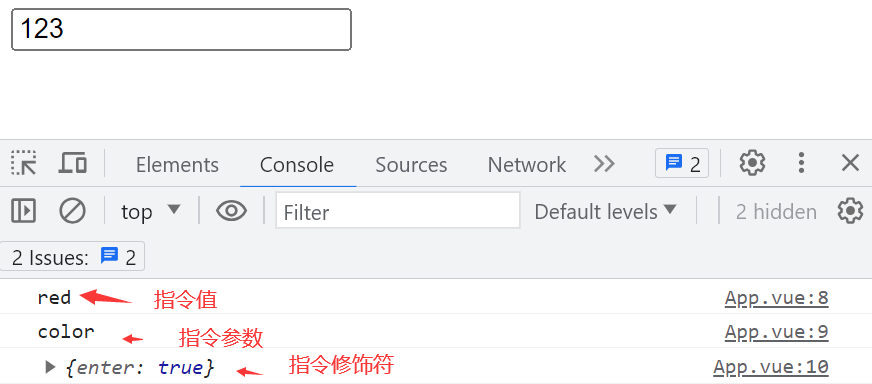 123
Elements Console Sources Network 2
top Filter Default levels 2 hidden
2 Issues: 2
red 指令值 App.vue:8
color 指令参数 App.vue:9
{enter: true} 指令修饰符 App.vue:10